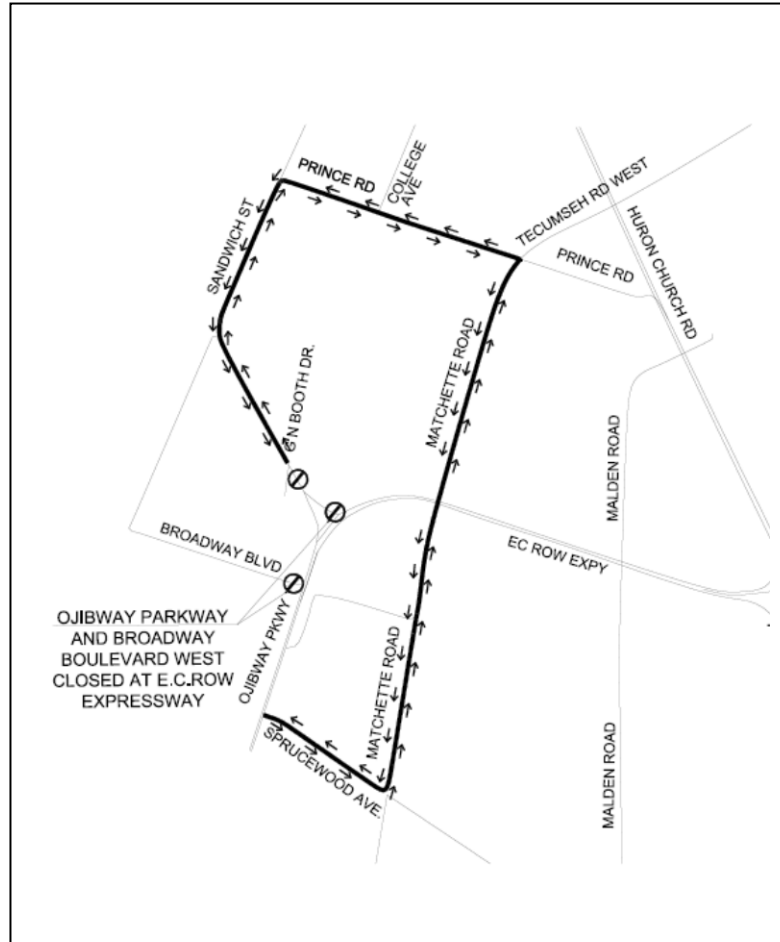 COLLEGE
AVE
PRINCE RD
TECUMSEH RD WEST
SANDWICH ST
PRINCE RD
HURON CHURCH RD
MATCHETTE ROAD
G N BOOTH DR.
MALDEN ROAD
BROADWAY BLVD
EC ROW EXPY
OJIBWAY PARKWAY
AND BROADWAY
BOULEVARD WEST
CLOSED AT E.C.ROW
EXPRESSWAY
OJIBWAY PKWY
MATCHETTE ROAD
SPRUCEWOOD AVE.
MALDEN ROAD